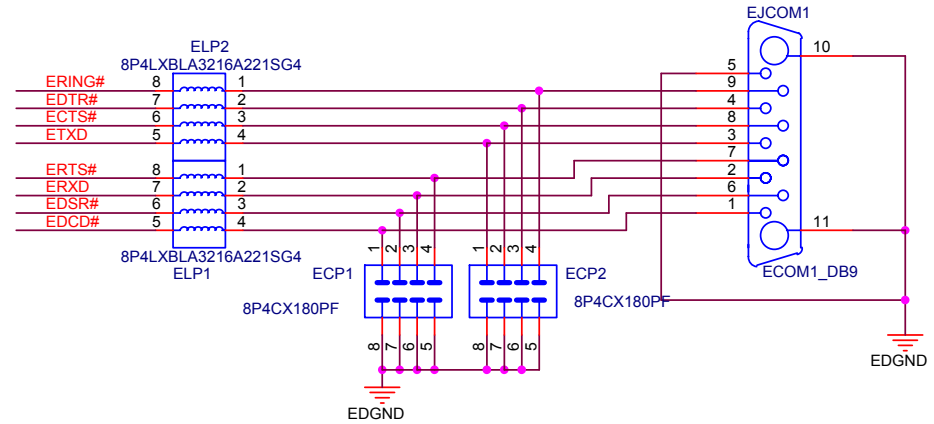 EJCOM1
ELP2
8P4LXBLA3216A221SG4
ERING# 8 1
EDTR# 7 2
ECTS# 6 3
ETXD 5 4
ERTS# 8 1
ERXD 7 2
EDSR# 6 3
EDCD# 5 4
8P4LXBLA3216A221SG4
ELP1
5 10
9
4
8
3
7
2
6
1 11
ECOM1_DB9
1 2 3 4
ECP1
8P4CX180PF
8 7 6 5
1 2 3 4
ECP2
8P4CX180PF
8 7 6 5
EDGND
EDGND